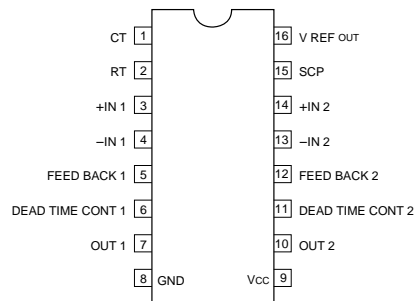 CT 1 16 V REF OUT
RT 2 15 SCP
+IN 1 3 14 +IN 2
–IN 1 4 13 –IN 2
FEED BACK 1 5 12 FEED BACK 2
DEAD TIME CONT 1 6 11 DEAD TIME CONT 2
OUT 1 7 10 OUT 2
8 GND VCC 9